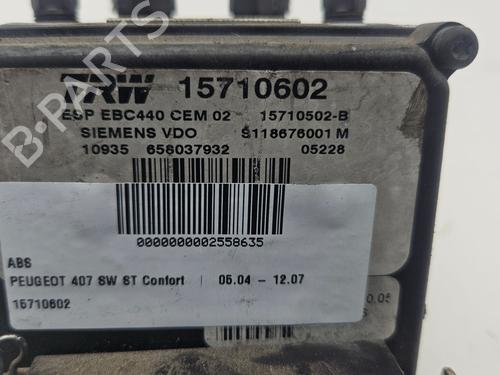 TRW 15710602
ESP EBC440 CEM 02 15710502-B
SIEMENS VDO S118676001 M
10935 656037932 05228
0000000002558635
ABS
PEUGEOT 407 SW ST Confort | 05.04 - 12.07
15710602